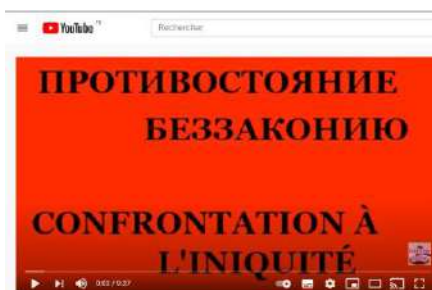 YouTube
Rechercher
ПРОТИВОСТОЯНИЕ
БЕЗЗАКОНИЮ
CONFRONTATION À
L'INIQUITÉ